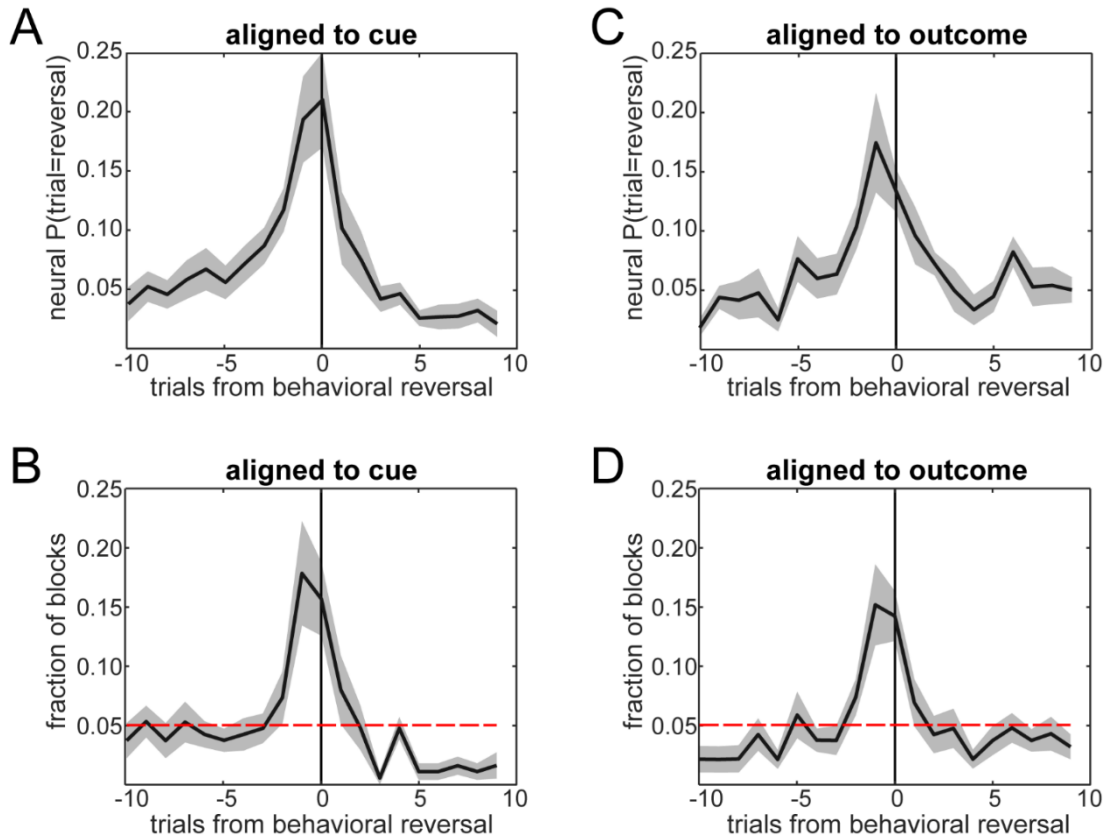 A
aligned to cue
neural P(trial=reversal)
0.25
0.20
0.15
0.10
0.05
-10
-5
0
5
10
trials from behavioral reversal
C
aligned to outcome
neural P(trial=reversal)
0.25
0.20
0.15
0.10
0.05
-10
-5
0
5
10
trials from behavioral reversal
B
aligned to cue
fraction of blocks
0.25
0.20
0.15
0.10
0.05
-10
-5
0
5
10
trials from behavioral reversal
D
aligned to outcome
fraction of blocks
0.25
0.20
0.15
0.10
0.05
-10
-5
0
5
10
trials from behavioral reversal